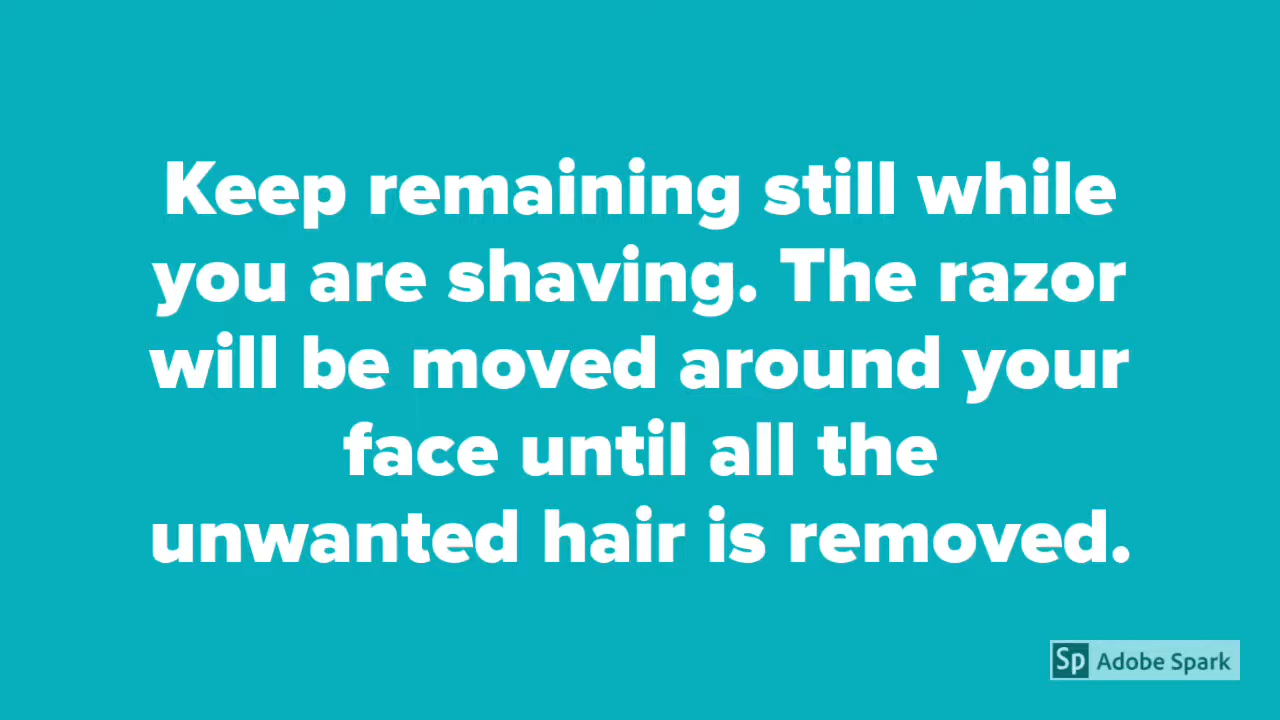 Keep remaining still while
you are shaving. The razor
will be moved around your
face until all the
unwanted hair is removed.
Sp Adobe Spark